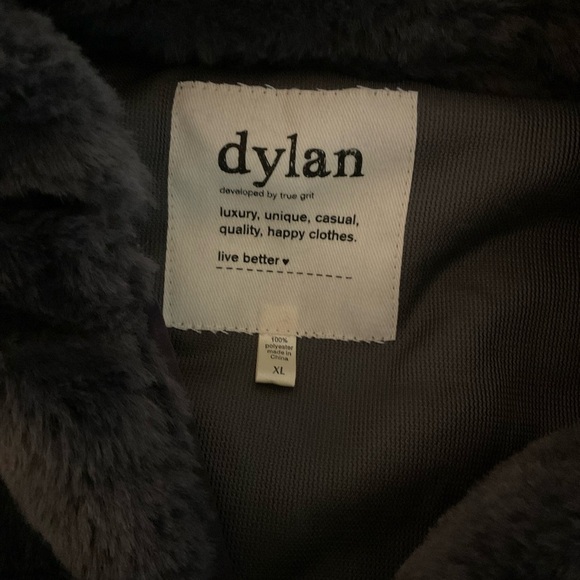 dylan
developed by true grit
luxury, unique, casual,
quality, happy clothes.
live better ♥
100%
polyester
made in
China
XL